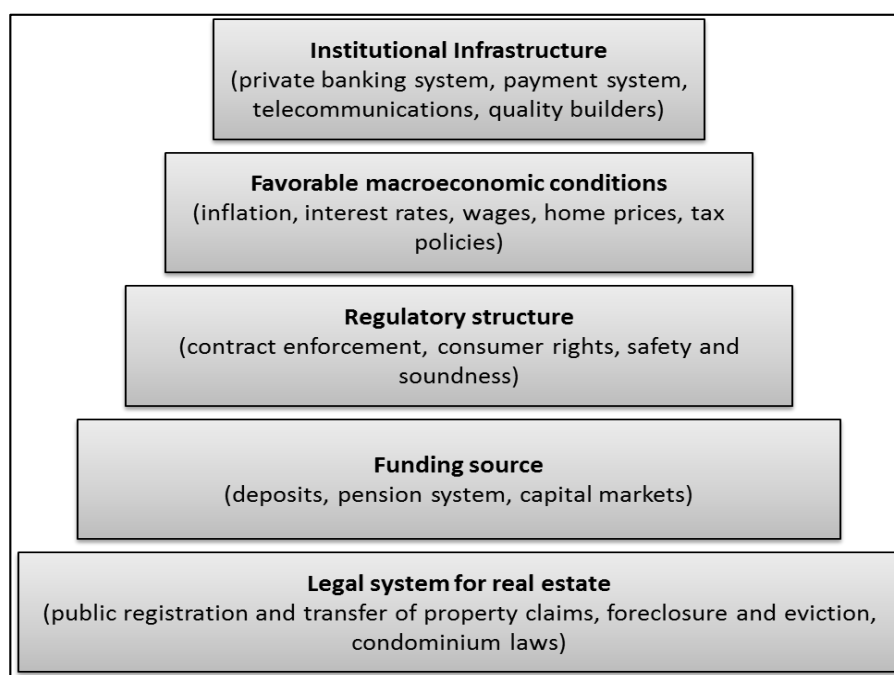 Institutional Infrastructure
(private banking system, payment system,
telecommunications, quality builders)
Favorable macroeconomic conditions
(inflation, interest rates, wages, home prices, tax
policies)
Regulatory structure
(contract enforcement, consumer rights, safety and
soundness)
Funding source
(deposits, pension system, capital markets)
Legal system for real estate
(public registration and transfer of property claims, foreclosure and eviction,
condominium laws)